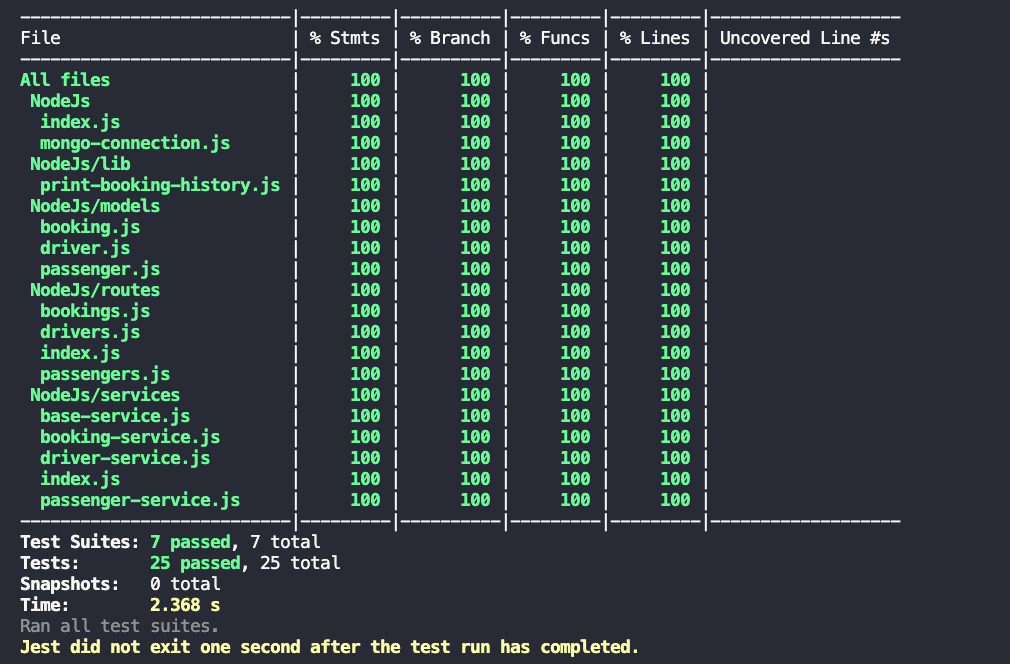 File | % Stmts | % Branch | % Funcs | % Lines | Uncovered Line #s
All files | 100 | 100 | 100 | 100 |
NodeJs | 100 | 100 | 100 | 100 |
index.js | 100 | 100 | 100 | 100 |
mongo-connection.js | 100 | 100 | 100 | 100 |
NodeJs/lib | 100 | 100 | 100 | 100 |
print-booking-history.js | 100 | 100 | 100 | 100 |
NodeJs/models | 100 | 100 | 100 | 100 |
booking.js | 100 | 100 | 100 | 100 |
driver.js | 100 | 100 | 100 | 100 |
passenger.js | 100 | 100 | 100 | 100 |
NodeJs/routes | 100 | 100 | 100 | 100 |
bookings.js | 100 | 100 | 100 | 100 |
drivers.js | 100 | 100 | 100 | 100 |
index.js | 100 | 100 | 100 | 100 |
passengers.js | 100 | 100 | 100 | 100 |
NodeJs/services | 100 | 100 | 100 | 100 |
base-service.js | 100 | 100 | 100 | 100 |
booking-service.js | 100 | 100 | 100 | 100 |
driver-service.js | 100 | 100 | 100 | 100 |
index.js | 100 | 100 | 100 | 100 |
passenger-service.js | 100 | 100 | 100 | 100 |
Test Suites: 7 passed, 7 total
Tests: 25 passed, 25 total
Snapshots: 0 total
Time: 2.368 s
Ran all test suites.
Jest did not exit one second after the test run has completed.